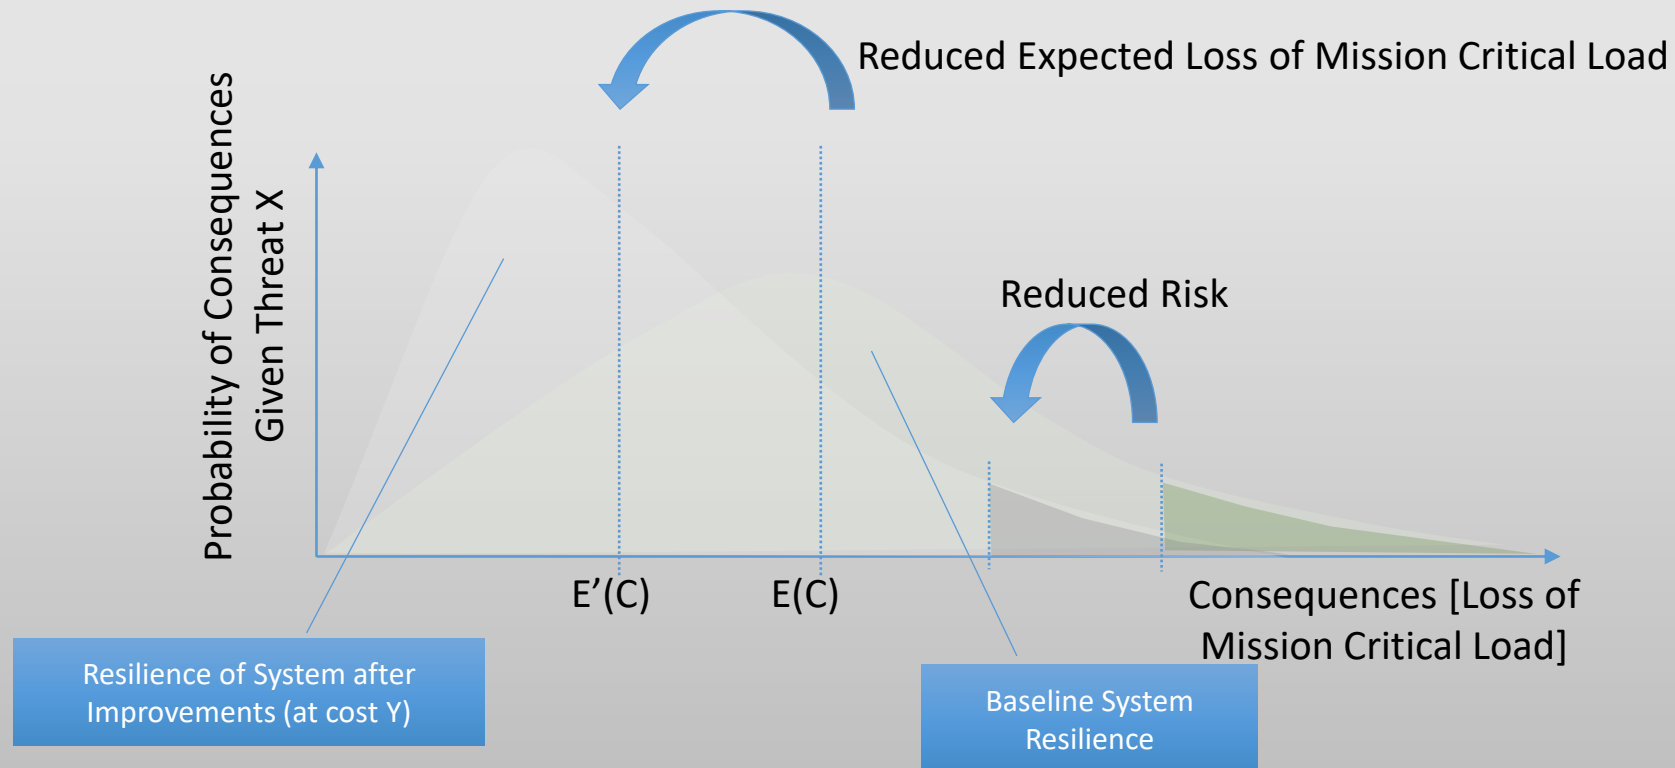 Reduced Expected Loss of Mission Critical Load
Probability of Consequences
Given Threat X
Reduced Risk
E’(C)
E(C)
Consequences [Loss of
Mission Critical Load]
Resilience of System after
Improvements (at cost Y)
Baseline System
Resilience